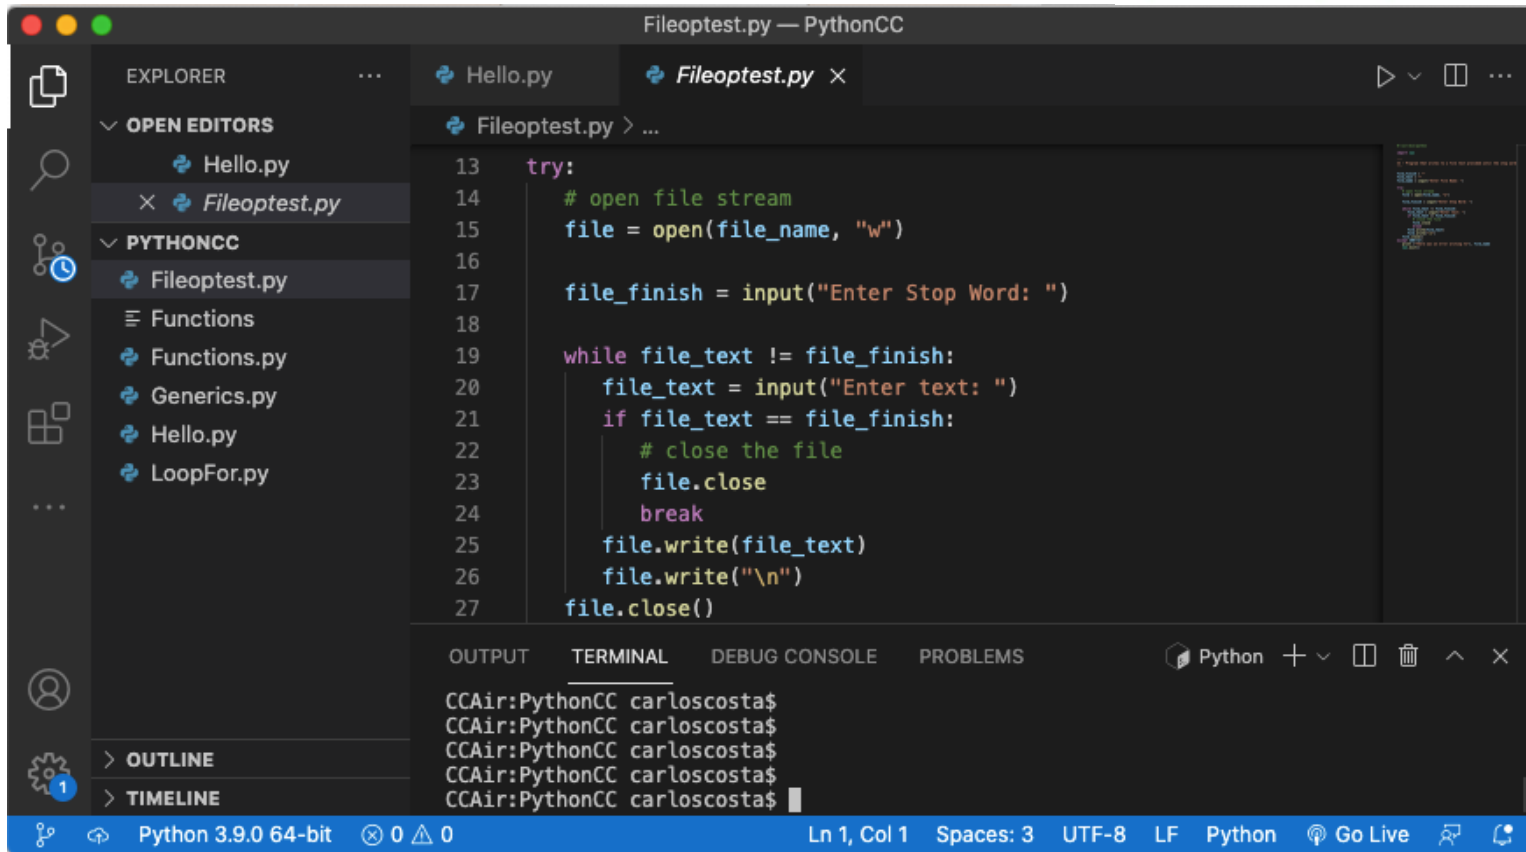 Fileoptest.py — PythonCC
EXPLORER ...
OPEN EDITORS
Hello.py
Fileoptest.py
PYTHONCC
Fileoptest.py
Functions
Functions.py
Generics.py
Hello.py
LoopFor.py
OUTLINE
TIMELINE
1
Hello.py
Fileoptest.py
Fileoptest.py > ...
13 try:
14 # open file stream
15 file = open(file_name, "w")
16
17 file_finish = input("Enter Stop Word: ")
18
19 while file_text != file_finish:
20 file_text = input("Enter text: ")
21 if file_text == file_finish:
22 # close the file
23 file.close
24 break
25 file.write(file_text)
26 file.write("\n")
27 file.close()
OUTPUT TERMINAL DEBUG CONSOLE PROBLEMS Python
CCAir:PythonCC carloscosta$
CCAir:PythonCC carloscosta$
CCAir:PythonCC carloscosta$
CCAir:PythonCC carloscosta$
CCAir:PythonCC carloscosta$
Python 3.9.0 64-bit 0 0 Ln 1, Col 1 Spaces: 3 UTF-8 LF Python Go Live